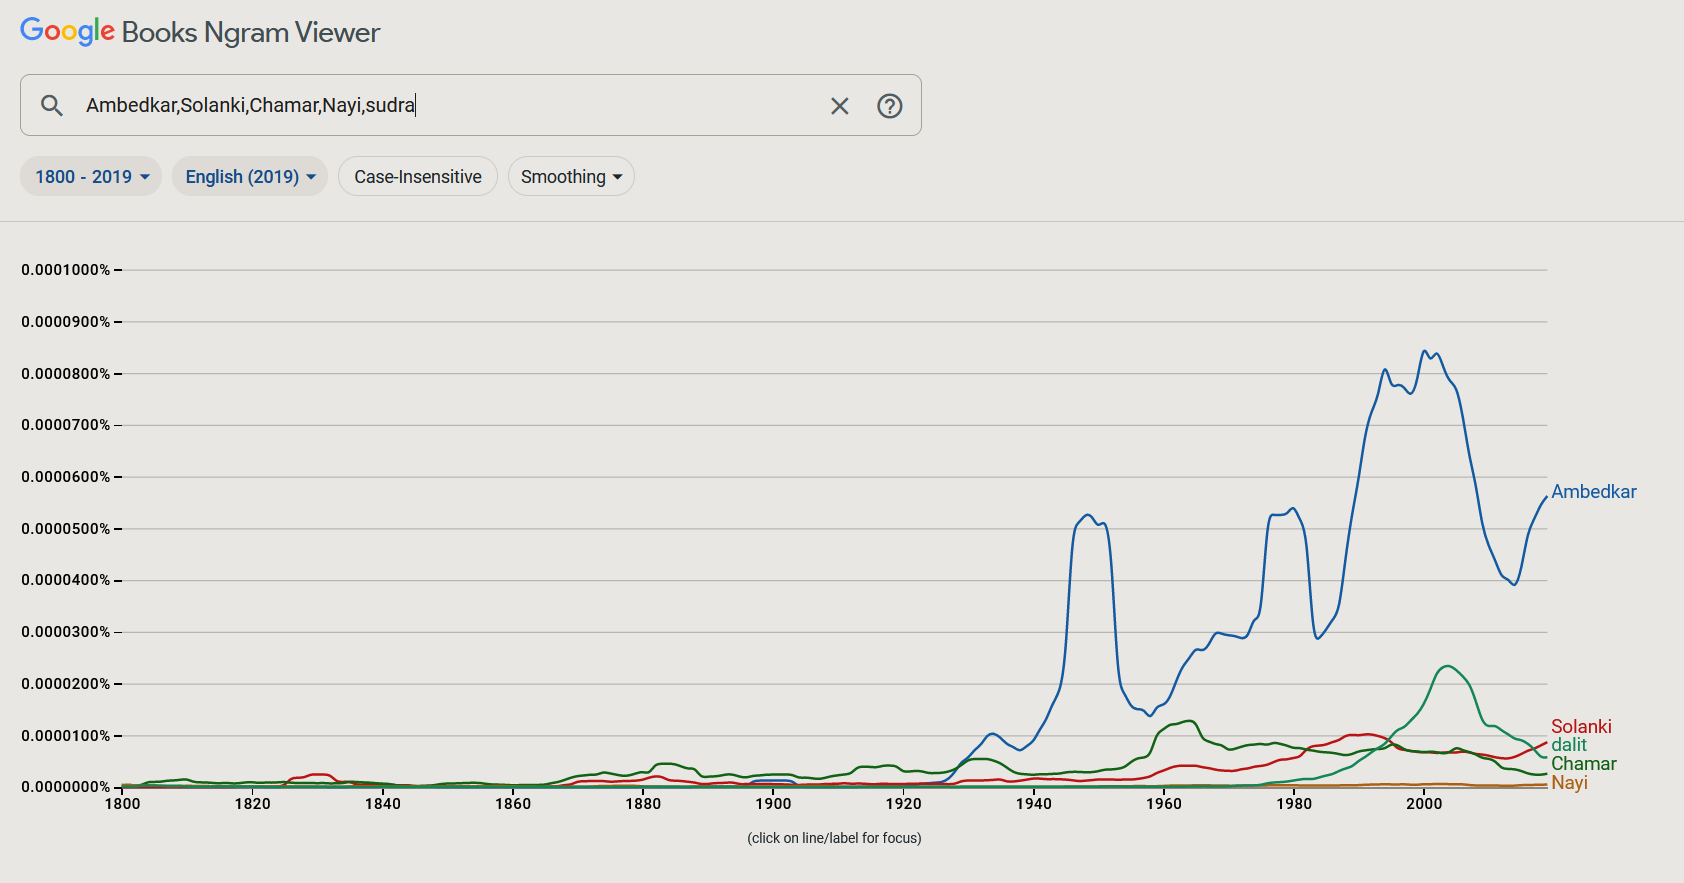 Google Books Ngram Viewer
Ambedkar,Solanki,Chamar,Nayi,sudra
1800 - 2019 English (2019) Case-Insensitive Smoothing
0.0001000%
0.0000900%
0.0000800%
0.0000700%
0.0000600%
0.0000500%
0.0000400%
0.0000300%
0.0000200%
0.0000100%
0.0000000%
Ambedkar
Solanki
dalit
Chamar
Nayi
1800 1820 1840 1860 1880 1900 1920 1940 1960 1980 2000
(click on line/label for focus)